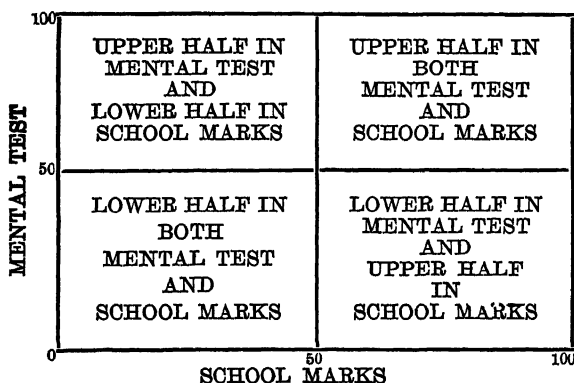 100
UPPER HALF IN
MENTAL TEST
AND
LOWER HALF IN
SCHOOL MARKS
UPPER HALF IN
BOTH
MENTAL TEST
AND
SCHOOL MARKS
MENTAL TEST
50
LOWER HALF IN
BOTH
MENTAL TEST
AND
SCHOOL MARKS
LOWER HALF IN
MENTAL TEST
AND
UPPER HALF
IN
SCHOOL MARKS
0
50
100
SCHOOL MARKS